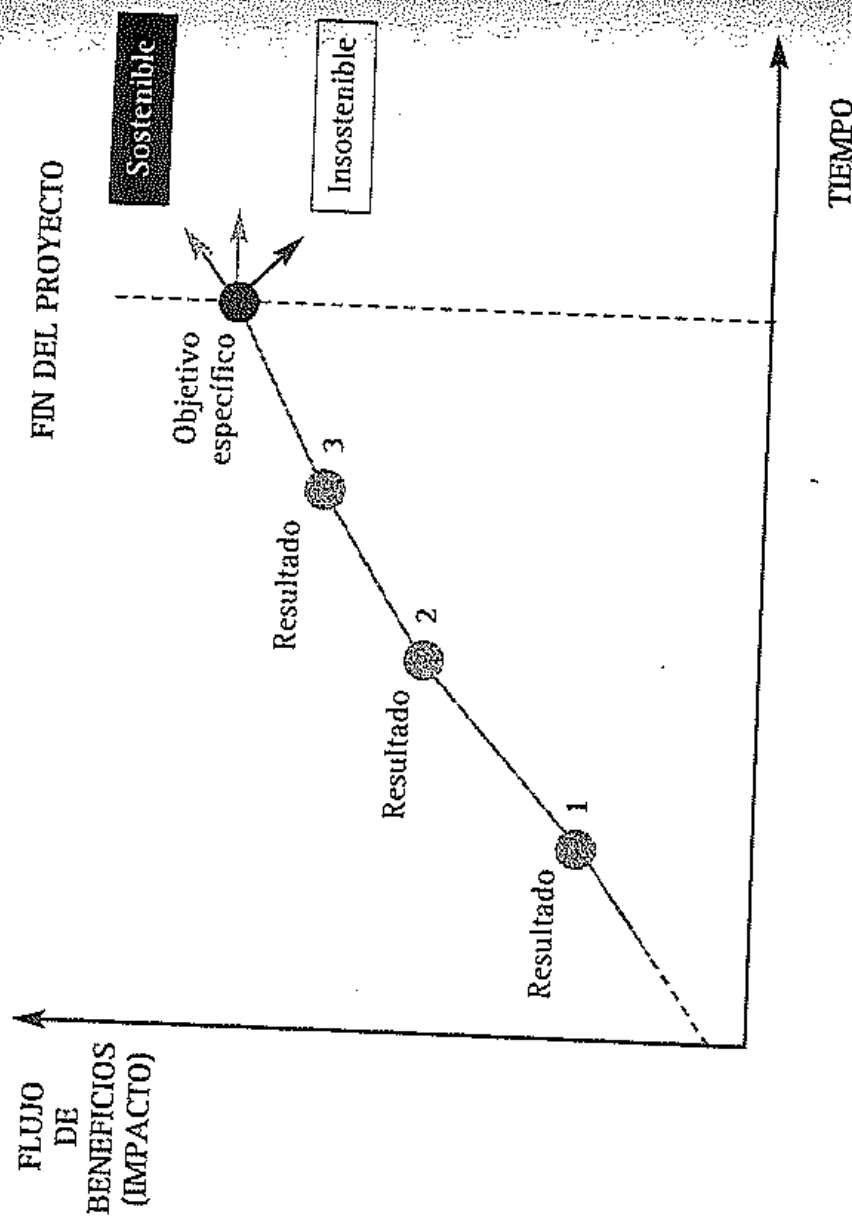 FLUJO
DE
BENEFICIOS
(IMPACTO)
FIN DEL PROYECTO
Sostenible
Insostenible
Objetivo
específico
Resultado
3
Resultado
2
Resultado
1
TIEMPO